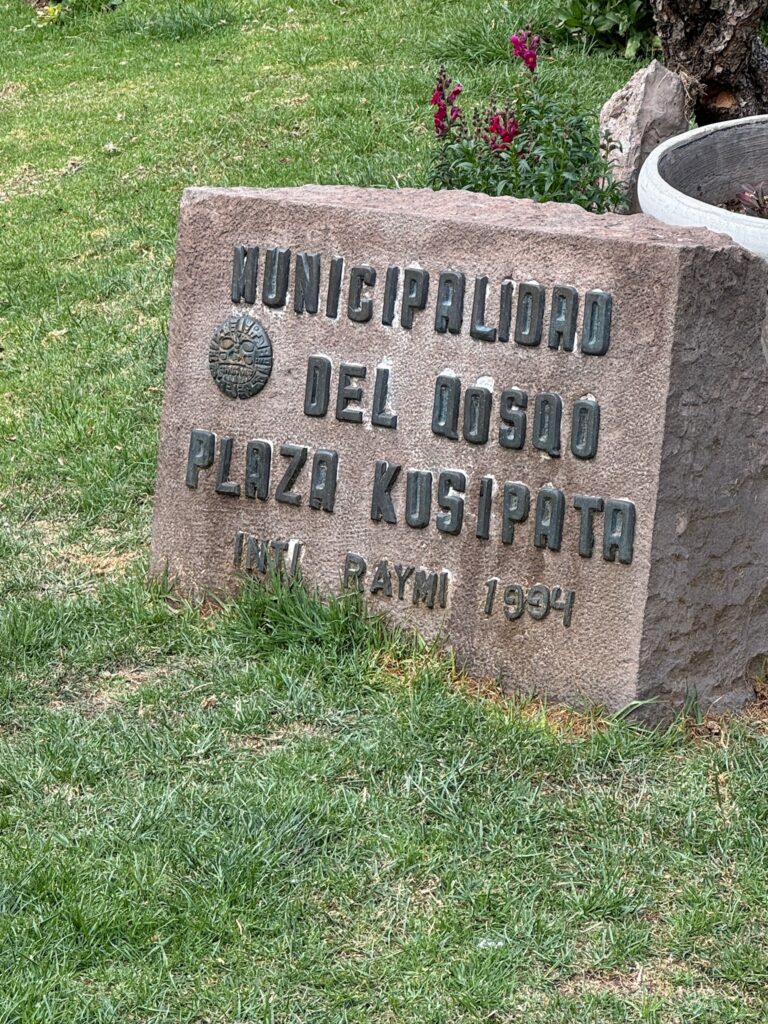 MUNICIPALIDAD
DEL QOSQO
PLAZA KUSIPATA
INTI RAYMI 1994